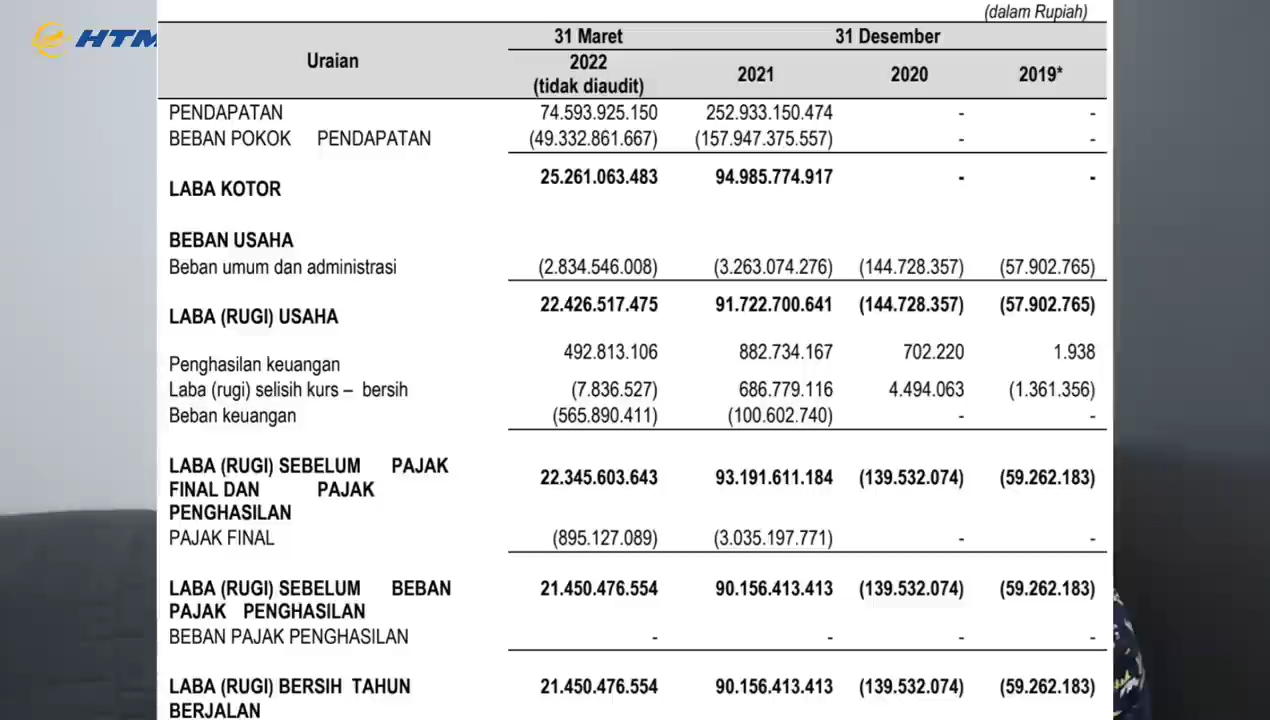 (dalam Rupiah)
HTM
Uraian 31 Maret 31 Desember
2022 (tidak diaudit) 2021 2020 2019*
PENDAPATAN 74.593.925.150 252.933.150.474 - -
BEBAN POKOK PENDAPATAN (49.332.861.667) (157.947.375.557) - -
LABA KOTOR 25.261.063.483 94.985.774.917 - -
BEBAN USAHA
Beban umum dan administrasi (2.834.546.008) (3.263.074.276) (144.728.357) (57.902.765)
LABA (RUGI) USAHA 22.426.517.475 91.722.700.641 (144.728.357) (57.902.765)
Penghasilan keuangan 492.813.106 882.734.167 702.220 1.938
Laba (rugi) selisih kurs – bersih (7.836.527) 686.779.116 4.494.063 (1.361.356)
Beban keuangan (565.890.411) (100.602.740) - -
LABA (RUGI) SEBELUM PAJAK
FINAL DAN PAJAK 22.345.603.643 93.191.611.184 (139.532.074) (59.262.183)
PENGHASILAN
PAJAK FINAL (895.127.089) (3.035.197.771) - -
LABA (RUGI) SEBELUM BEBAN 21.450.476.554 90.156.413.413 (139.532.074) (59.262.183)
PAJAK PENGHASILAN
BEBAN PAJAK PENGHASILAN - - - -
LABA (RUGI) BERSIH TAHUN 21.450.476.554 90.156.413.413 (139.532.074) (59.262.183)
BERJALAN